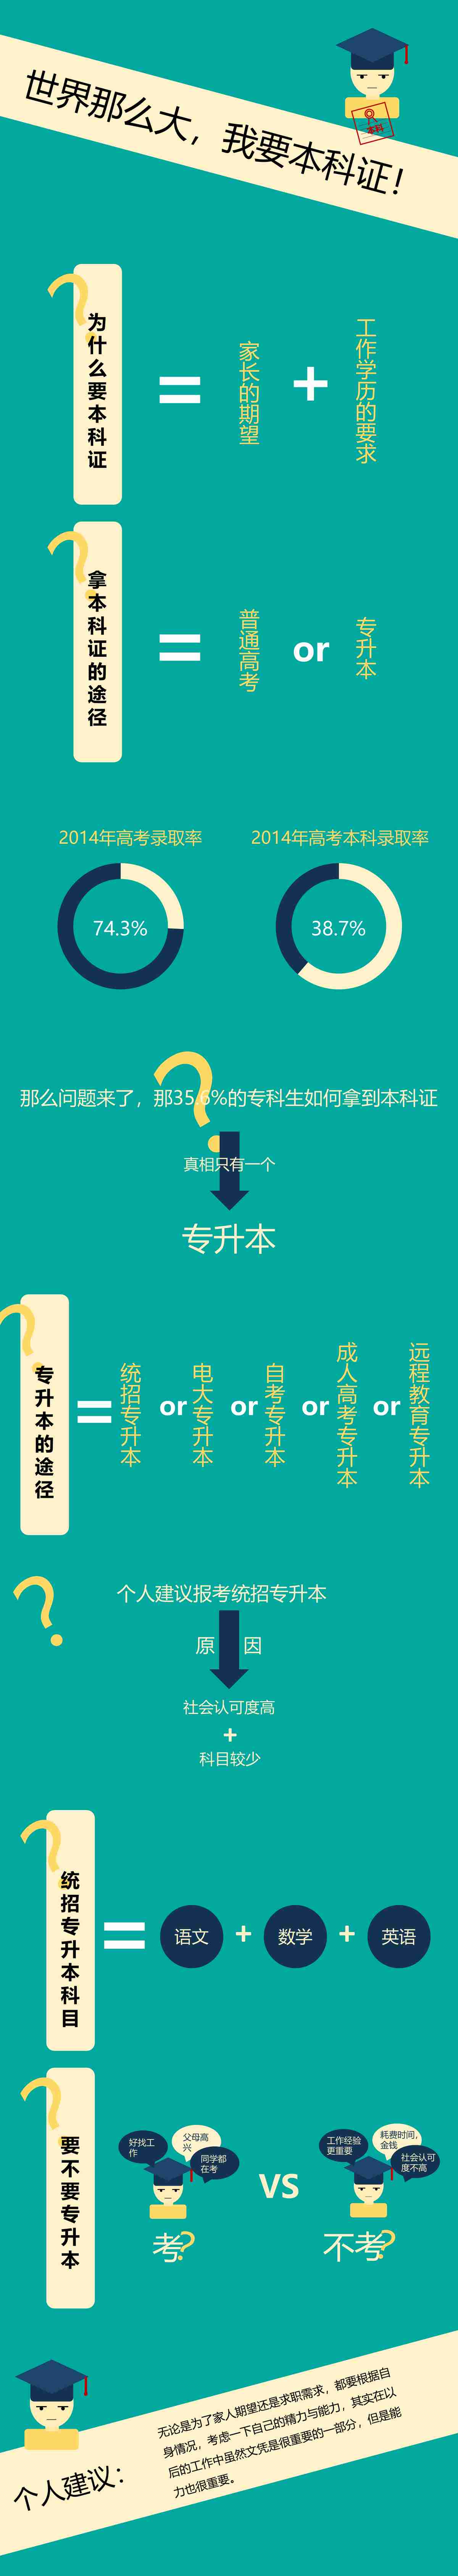 世界那么大，我要本科证！
本科
？
为什么要本科证
=
家长的期望
+
工作学历的要求
？
拿本科证的途径
=
普通高考
or
专升本
2014年高考录取率
2014年高考本科录取率
74.3%
38.7%
？
那么问题来了，那35.6%的专科生如何拿到本科证
真相只有一个
专升本
？
专升本的途径
=
统招专升本
or
电大专升本
or
自考专升本
or
成人高考专升本
or
远程教育专升本
？
个人建议报考统招专升本
原 因
社会认可度高
+
科目较少
？
统招专升本科目
=
语文
+
数学
+
英语
？
要不要专升本
好找工
作
父母高
兴
同学都
在考
考？
VS
工作经验
更重要
耗费时间，
金钱
社会认可
度不高
不考？
个人建议：
无论是为了家人期望还是求职需求，都要根据自
身情况，考虑一下自己的精力与能力，其实在以
后的工作中虽然文凭是很重要的一部分，但是能
力也很重要。